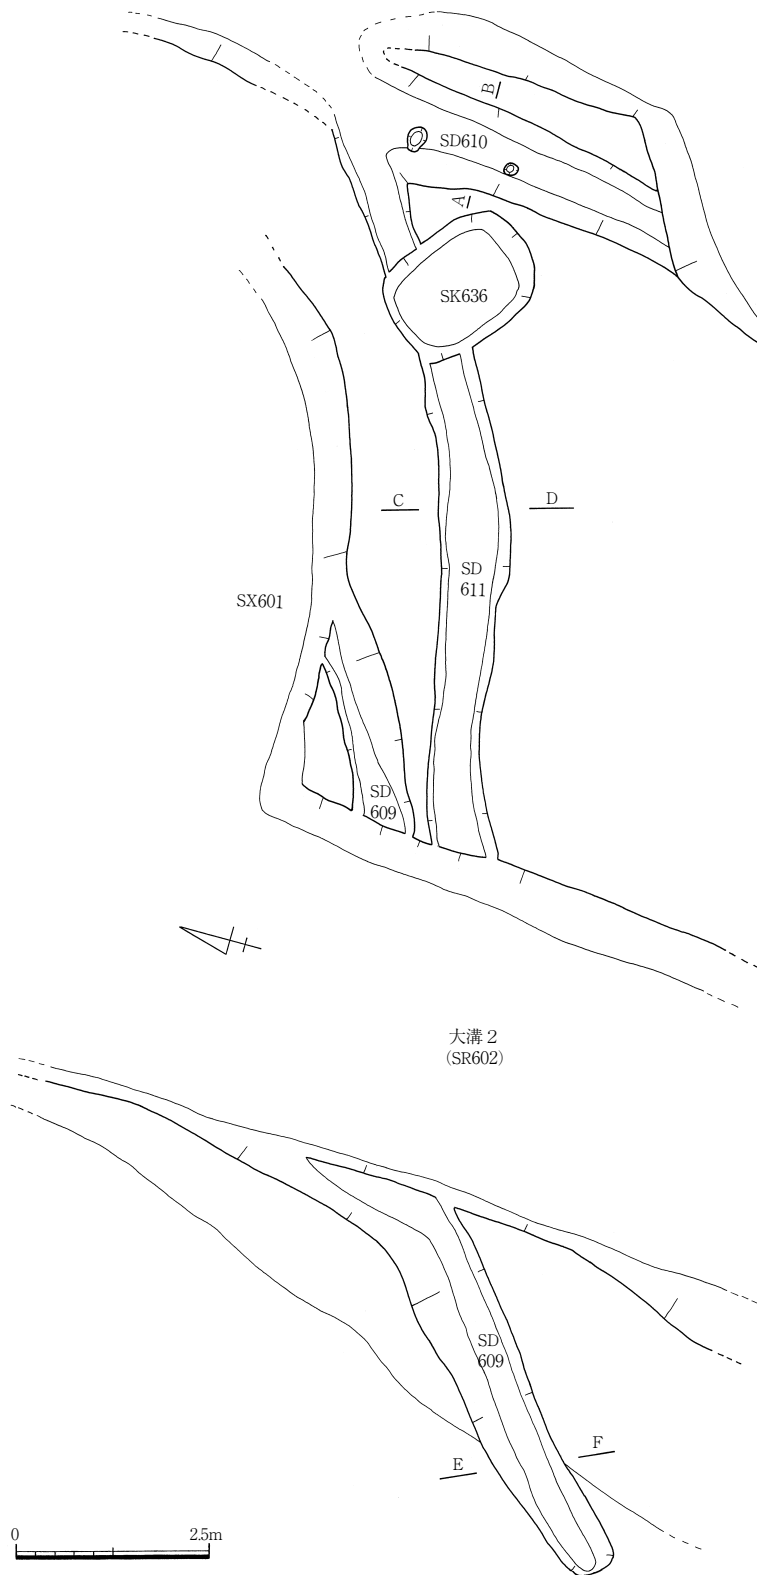 B
SD610
A
SK636
C
D
SD
611
SX601
SD
609
大溝２
(SR602)
SD
609
F
E
0 2.5m